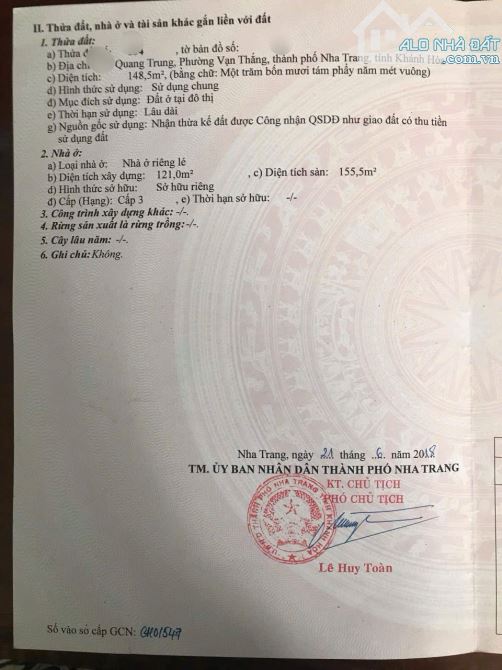 II. Thửa đất, nhà ở và tài sản khác gắn liền với đất
1. Thửa đất:
a) Thửa , tờ bản đồ số:
b) Địa Quang Trung, Phường Vạn Thắng, thành phố Nha Trang, tỉnh Khánh Hòa
c) Diện tích: 148,5m², (bằng chữ: Một trăm bốn mươi tám phẩy năm mét vuông)
d) Hình thức sử dụng: Sử dụng chung
đ) Mục đích sử dụng: Đất ở tại đô thị
e) Thời hạn sử dụng: Lâu dài
g) Nguồn gốc sử dụng: Nhận thừa kế đất được Công nhận QSDĐ như giao đất có thu tiền
sử dụng đất
2. Nhà ở:
a) Loại nhà ở: Nhà ở riêng lẻ
b) Diện tích xây dựng: 121,0m² , c) Diện tích sàn: 155,5m²
d) Hình thức sở hữu: Sở hữu riêng
đ) Cấp (Hạng): Cấp 3 , e) Thời hạn sở hữu: -/-
3. Công trình xây dựng khác: -/-.
4. Rừng sản xuất là rừng trồng:-/-.
5. Cây lâu năm: -/-.
6. Ghi chú: Không.
ALO NHÀ ĐẤT
.com.vn
Nha Trang, ngày 21 tháng 6 năm 2018
TM. ỦY BAN NHÂN DÂN THÀNH PHỐ NHA TRANG
KT. CHỦ TỊCH
PHÓ CHỦ TỊCH
Lê Huy Toàn
Số vào sổ cấp GCN: CH01547